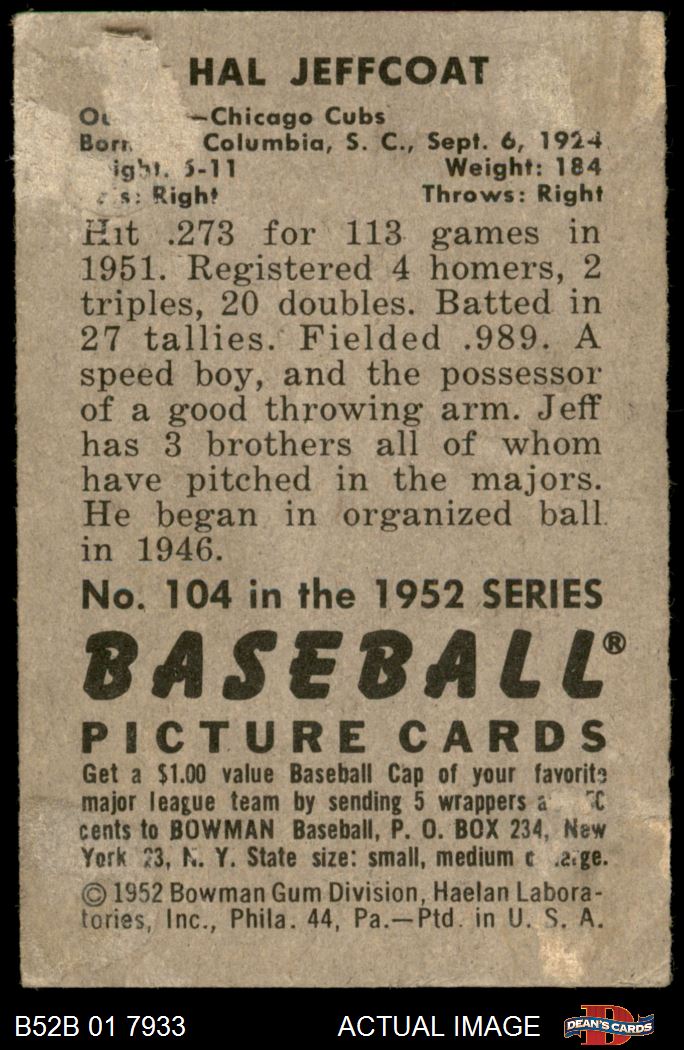 HAL JEFFCOAT
—Chicago Cubs
Columbia, S. C., Sept. 6, 1924
5-11 Weight: 184
Right Throws: Right
Hit .273 for 113 games in
1951. Registered 4 homers, 2
triples, 20 doubles. Batted in
27 tallies. Fielded .989. A
speed boy, and the possessor
of a good throwing arm. Jeff
has 3 brothers all of whom
have pitched in the majors.
He began in organized ball
in 1946.
No. 104 in the 1952 SERIES
BASEBALL®
PICTURE CARDS
Get a $1.00 value Baseball Cap of your favorite
major league team by sending 5 wrappers
cents to BOWMAN Baseball, P. O. BOX 234, New
York N. Y. State size: small, medium
© 1952 Bowman Gum Division, Haelan Labora-
tories, Inc., Phila. 44, Pa.—Ptd. in U. S. A.
B52B 01 7933 ACTUAL IMAGE DEAN'S CARDS